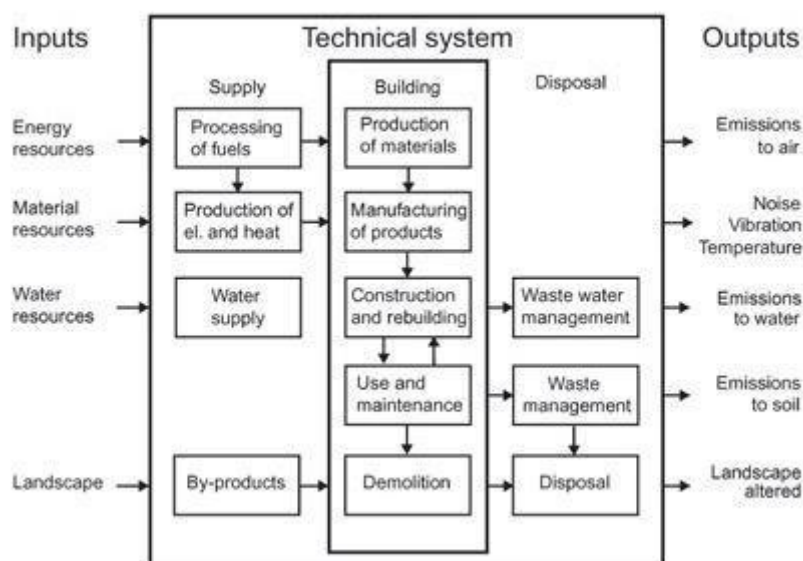 Inputs
Technical system
Outputs
Supply
Building
Disposal
Energy
resources
Processing
of fuels
Production
of materials
Emissions
to air
Material
resources
Production of
el. and heat
Manufacturing
of products
Noise
Vibration
Temperature
Water
resources
Water
supply
Construction
and rebuilding
Waste water
management
Emissions
to water
Use and
maintenance
Waste
management
Emissions
to soil
Landscape
By-products
Demolition
Disposal
Landscape
altered